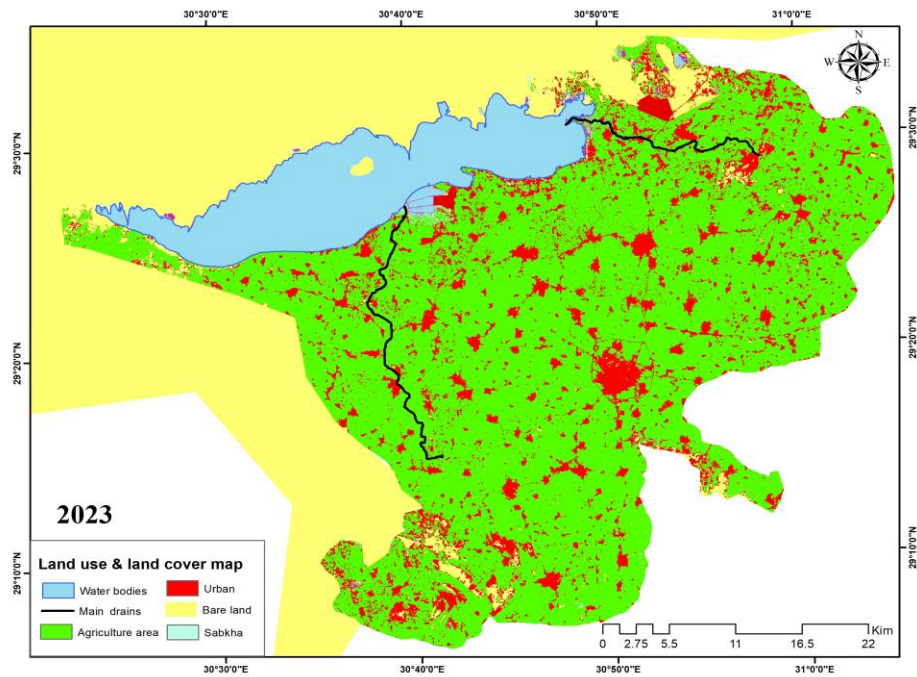 30°30'0"E 30°40'0"E 30°50'0"E 31°0'0"E
N
W E
S
29°30'0"N
29°30'0"N
29°20'0"N
29°20'0"N
29°10'0"N
29°10'0"N
2023
Land use & land cover map
Water bodies Urban
Main drains Bare land
Agriculture area Sabkha
Km
0 2.75 5.5 11 16.5 22
30°30'0"E 30°40'0"E 30°50'0"E 31°0'0"E